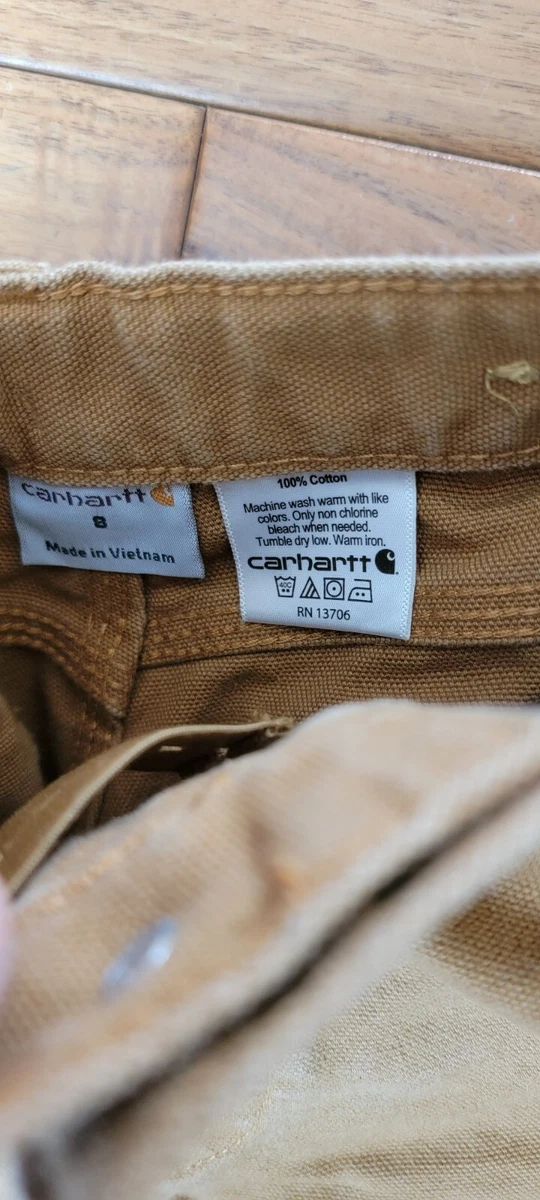 carhartt
8
Made in Vietnam
100% Cotton
Machine wash warm with like
colors. Only non chlorine
bleach when needed.
Tumble dry low. Warm iron.
carhartt
40C
RN 13706